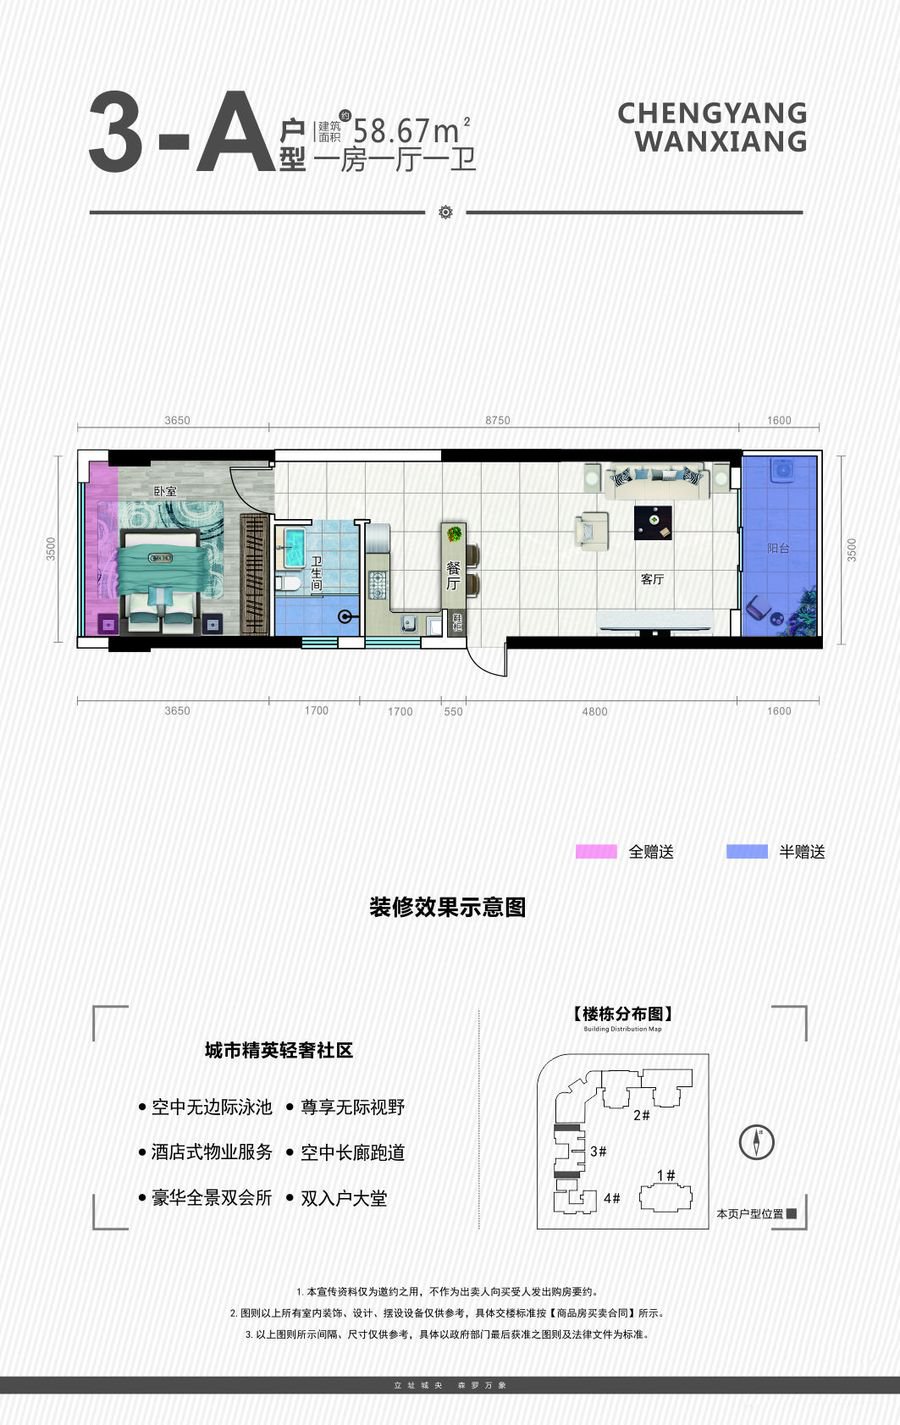 3-A
户型
建筑面积
约
58.67m²
一房一厅一卫
CHENGYANG
WANXIANG
3650
8750
1600
3500
3500
卧室
卫生间
餐厅
鞋柜
客厅
阳台
3650
1700
1700
550
4800
1600
全赠送
半赠送
装修效果示意图
城市精英轻奢社区
● 空中无边际泳池
● 尊享无际视野
● 酒店式物业服务
● 空中长廊跑道
● 豪华全景双会所
● 双入户大堂
【楼栋分布图】
Building Distribution Map
2#
3#
1#
4#
北
本页户型位置
1. 本宣传资料仅为邀约之用，不作为出卖人向买受人发出购房要约。
2. 图则以上所有室内装饰、设计、摆设设备仅供参考，具体交楼标准按【商品房买卖合同】所示。
3. 以上图则所示间隔、尺寸仅供参考，具体以政府部门最后获准之图则及法律文件为标准。
立址城央 森罗万象